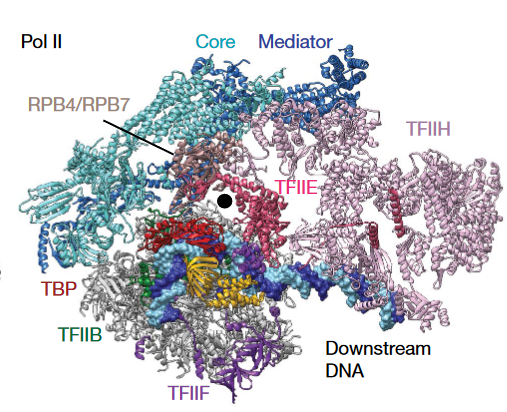 Pol II
Core Mediator
RPB4/RPB7
TFIIH
TFIIE
TBP
TFIIB
Downstream
DNA
TFIIF